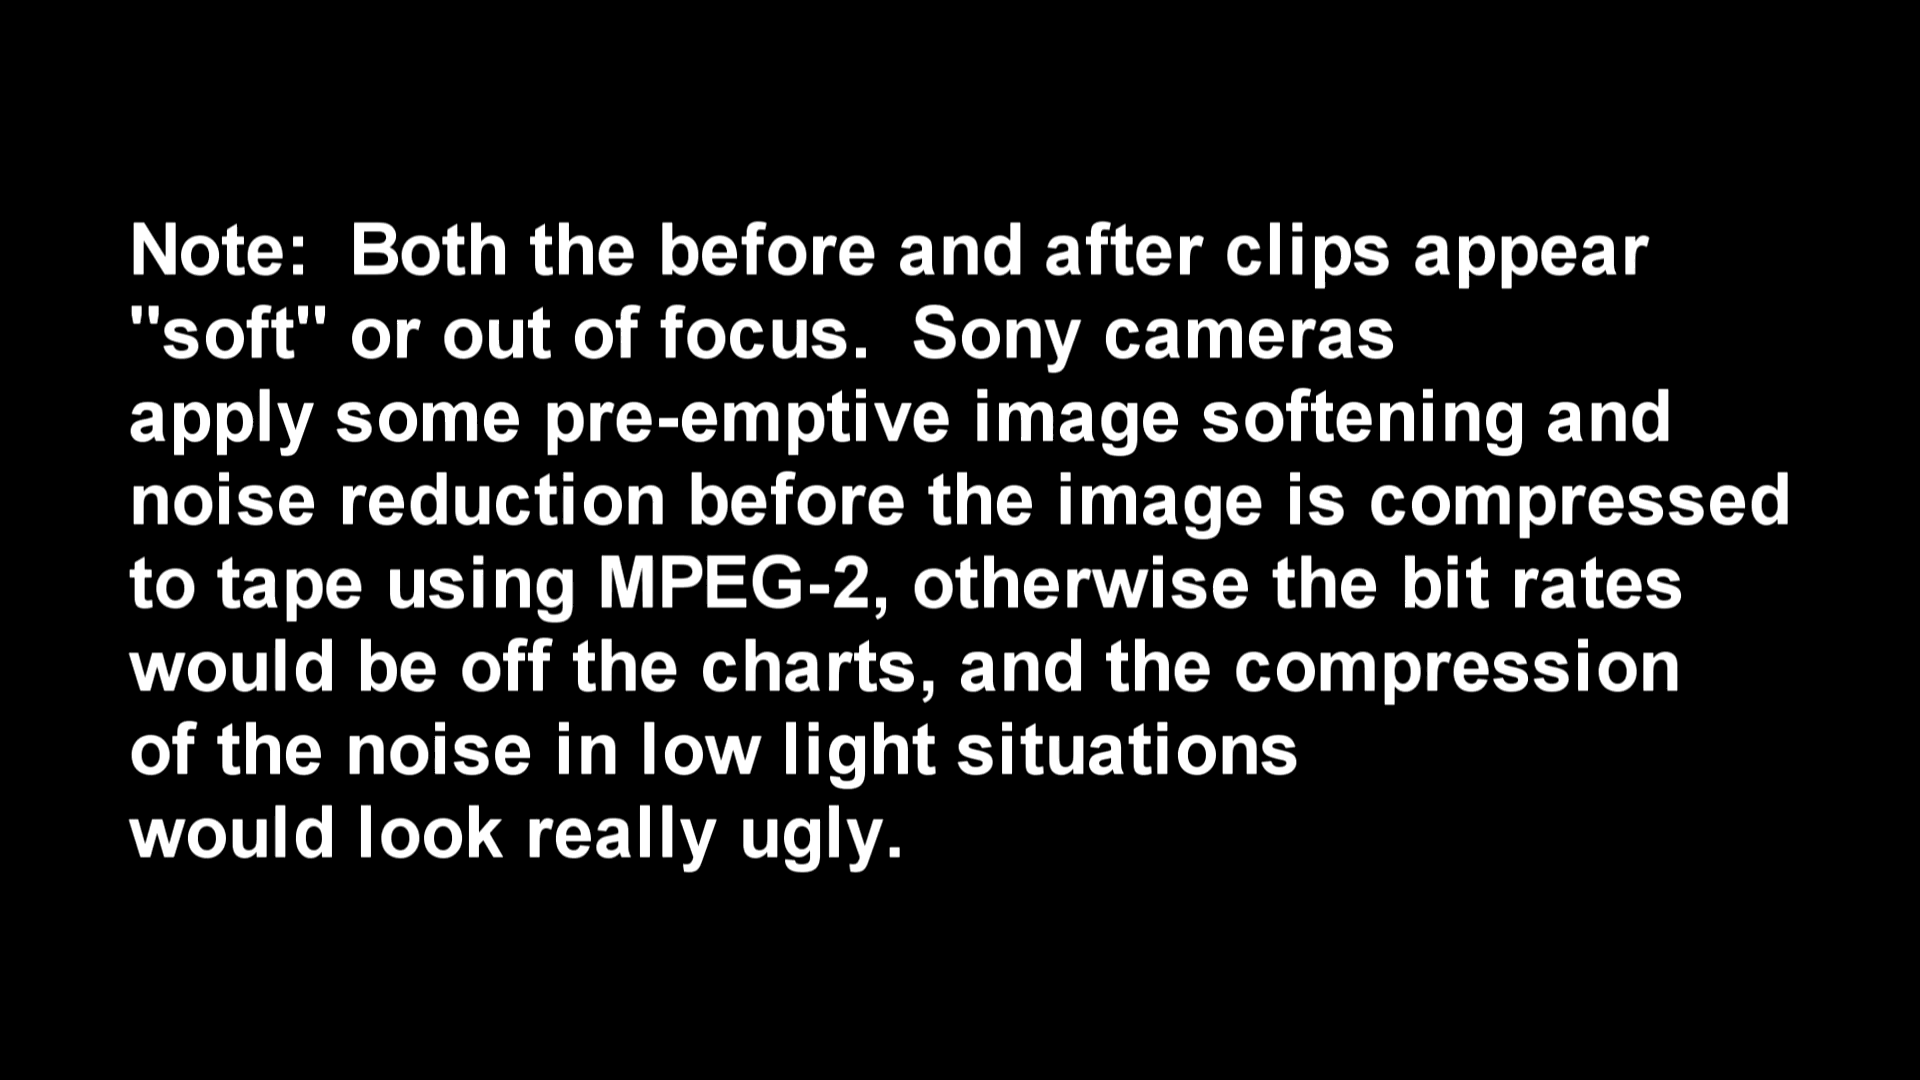 Note:  Both the before and after clips appear
"soft" or out of focus.  Sony cameras
apply some pre-emptive image softening and
noise reduction before the image is compressed
to tape using MPEG-2, otherwise the bit rates
would be off the charts, and the compression
of the noise in low light situations
would look really ugly.